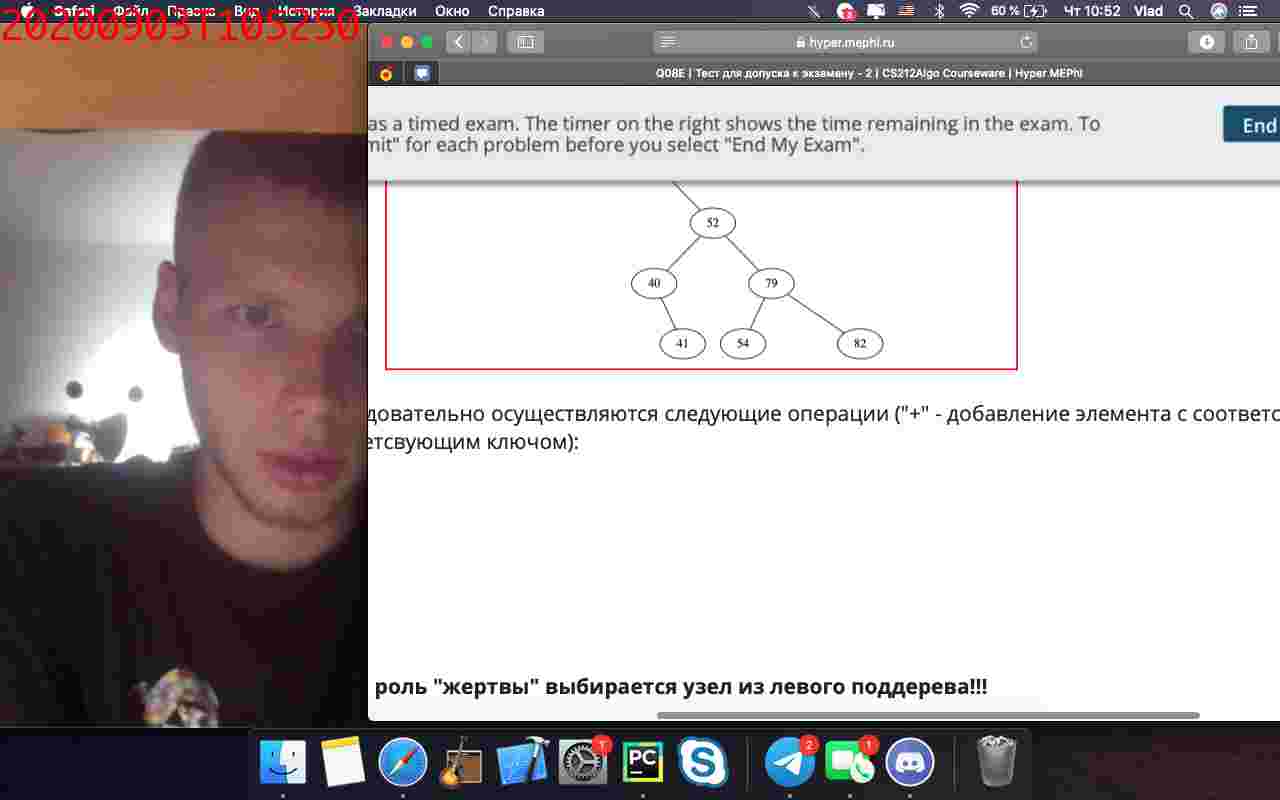 Safari Файл Правка Вид История Закладки Окно Справка 60 % Чт 10:52 Vlad
20200903T105250
hyper.mephi.ru
Q08E | Тест для допуска к экзамену - 2 | CS212Algo Courseware | Hyper.MEPhI
as a timed exam. The timer on the right shows the time remaining in the exam. To
mit" for each problem before you select "End My Exam".
End
52
40 79
41 54 82
довательно осуществляются следующие операции ("+" - добавление элемента с соответс
етсвующим ключом):
роль "жертвы" выбирается узел из левого поддерева!!!
PC
2
1